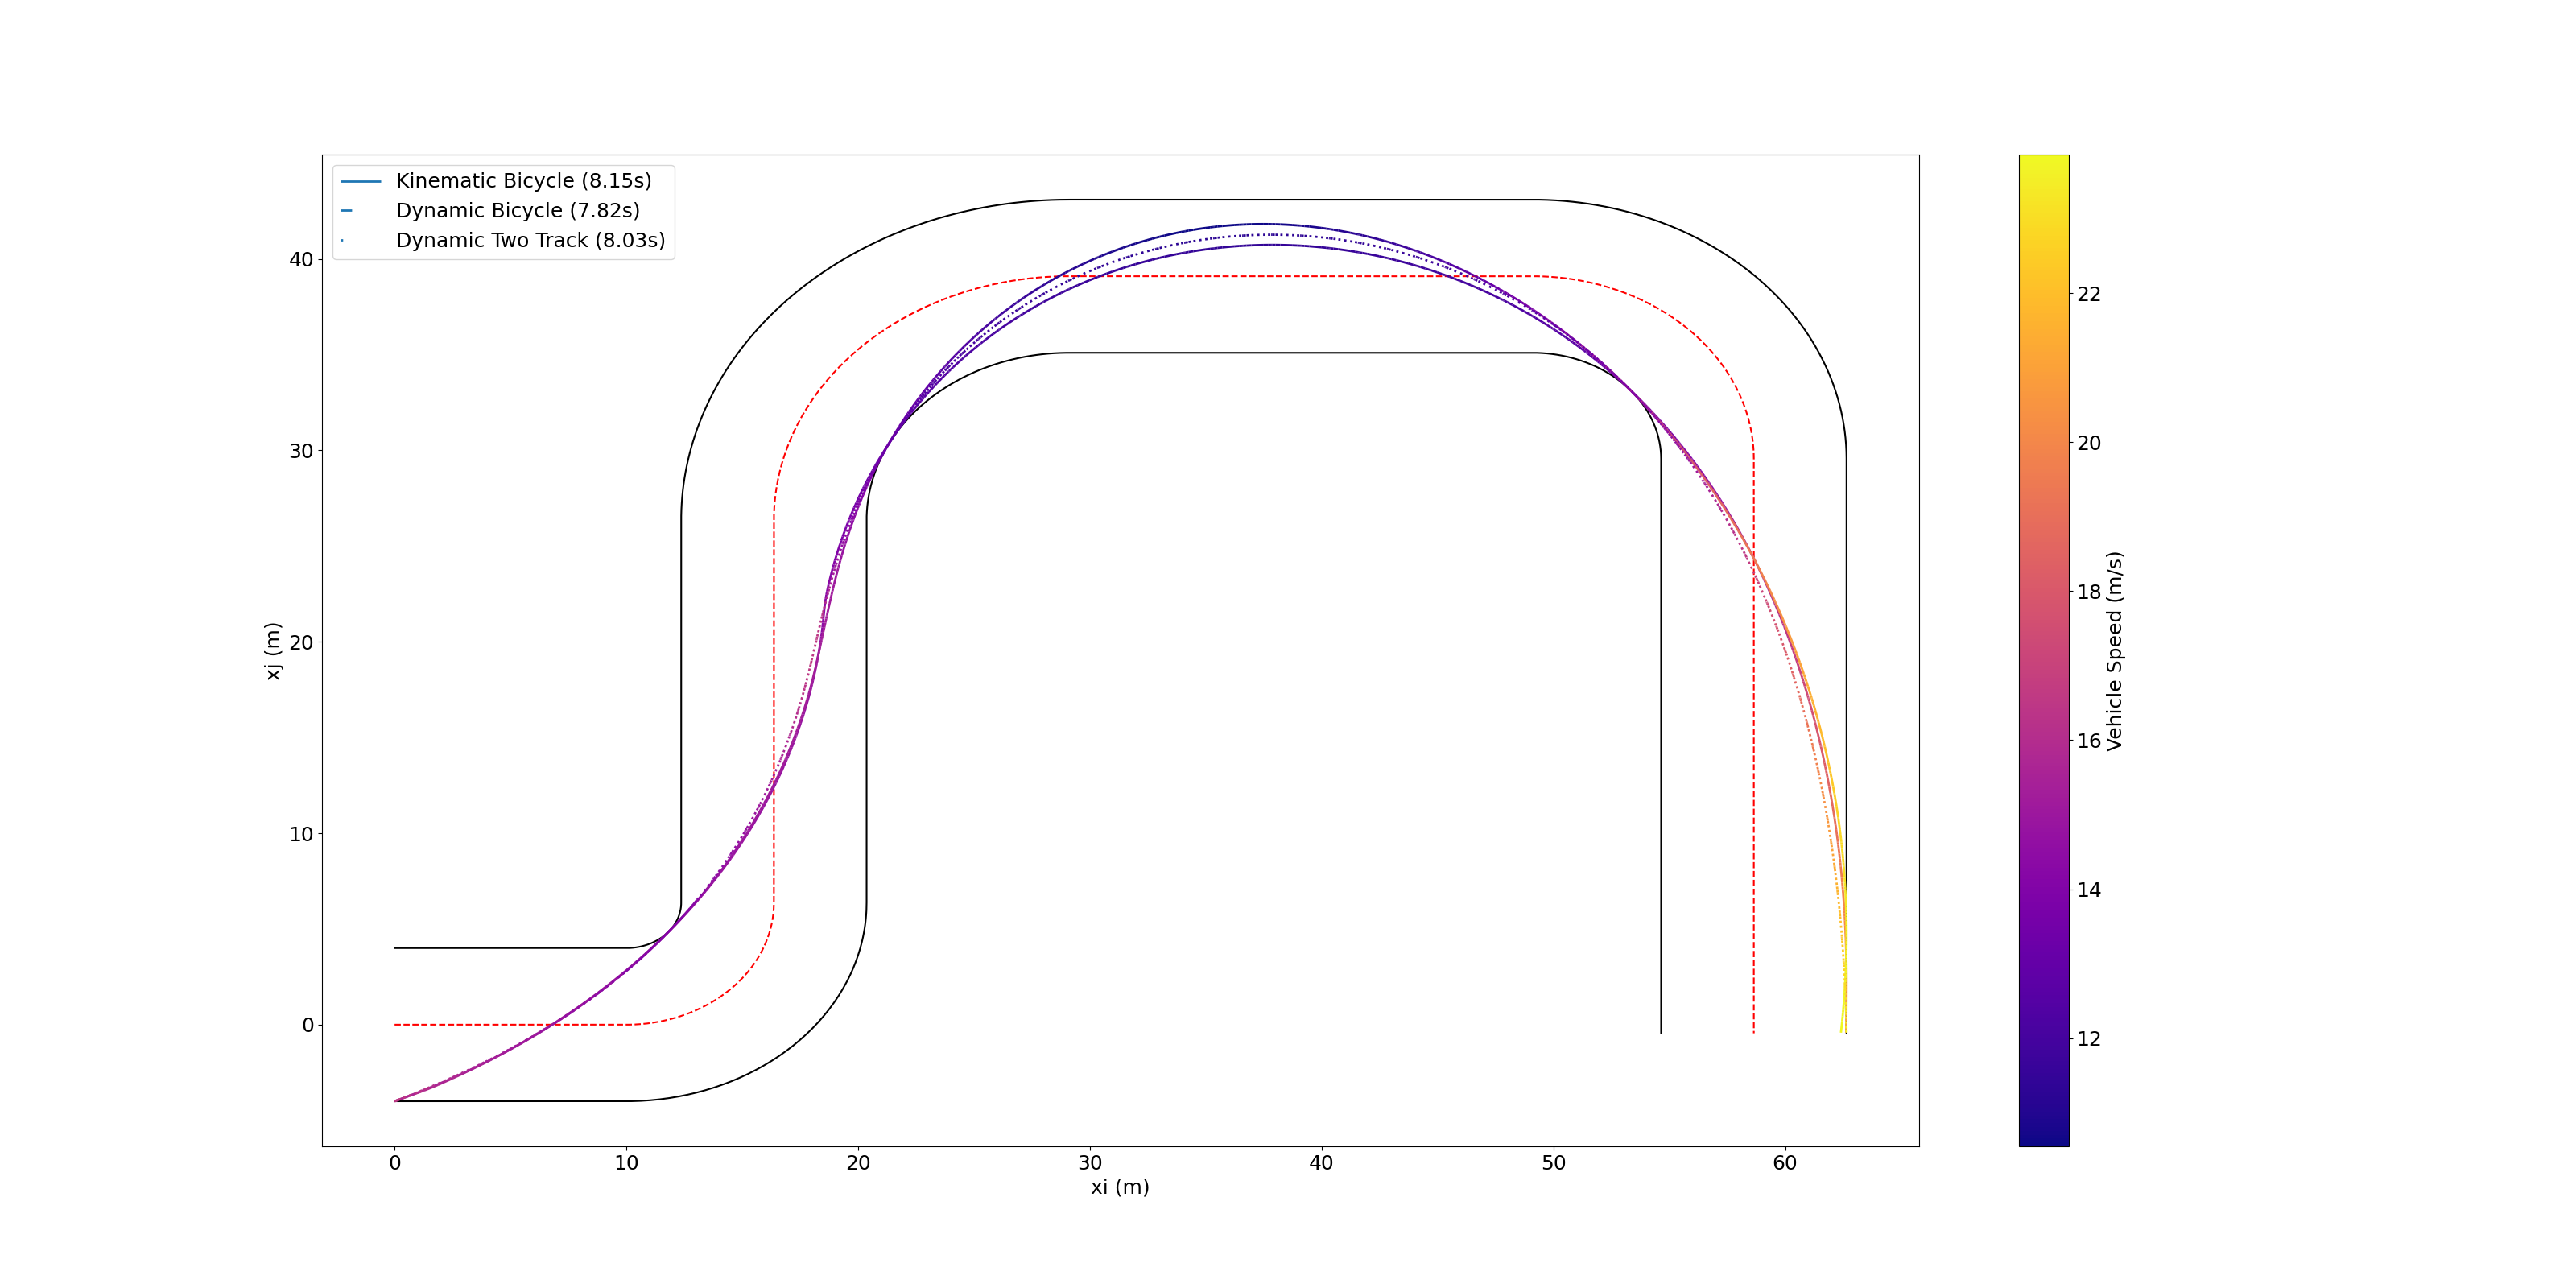 Kinematic Bicycle (8.15s)
Dynamic Bicycle (7.82s)
Dynamic Two Track (8.03s)
40
30
20
10
0
xj (m)
0 10 20 30 40 50 60
xi (m)
22
20
18
16
14
12
Vehicle Speed (m/s)